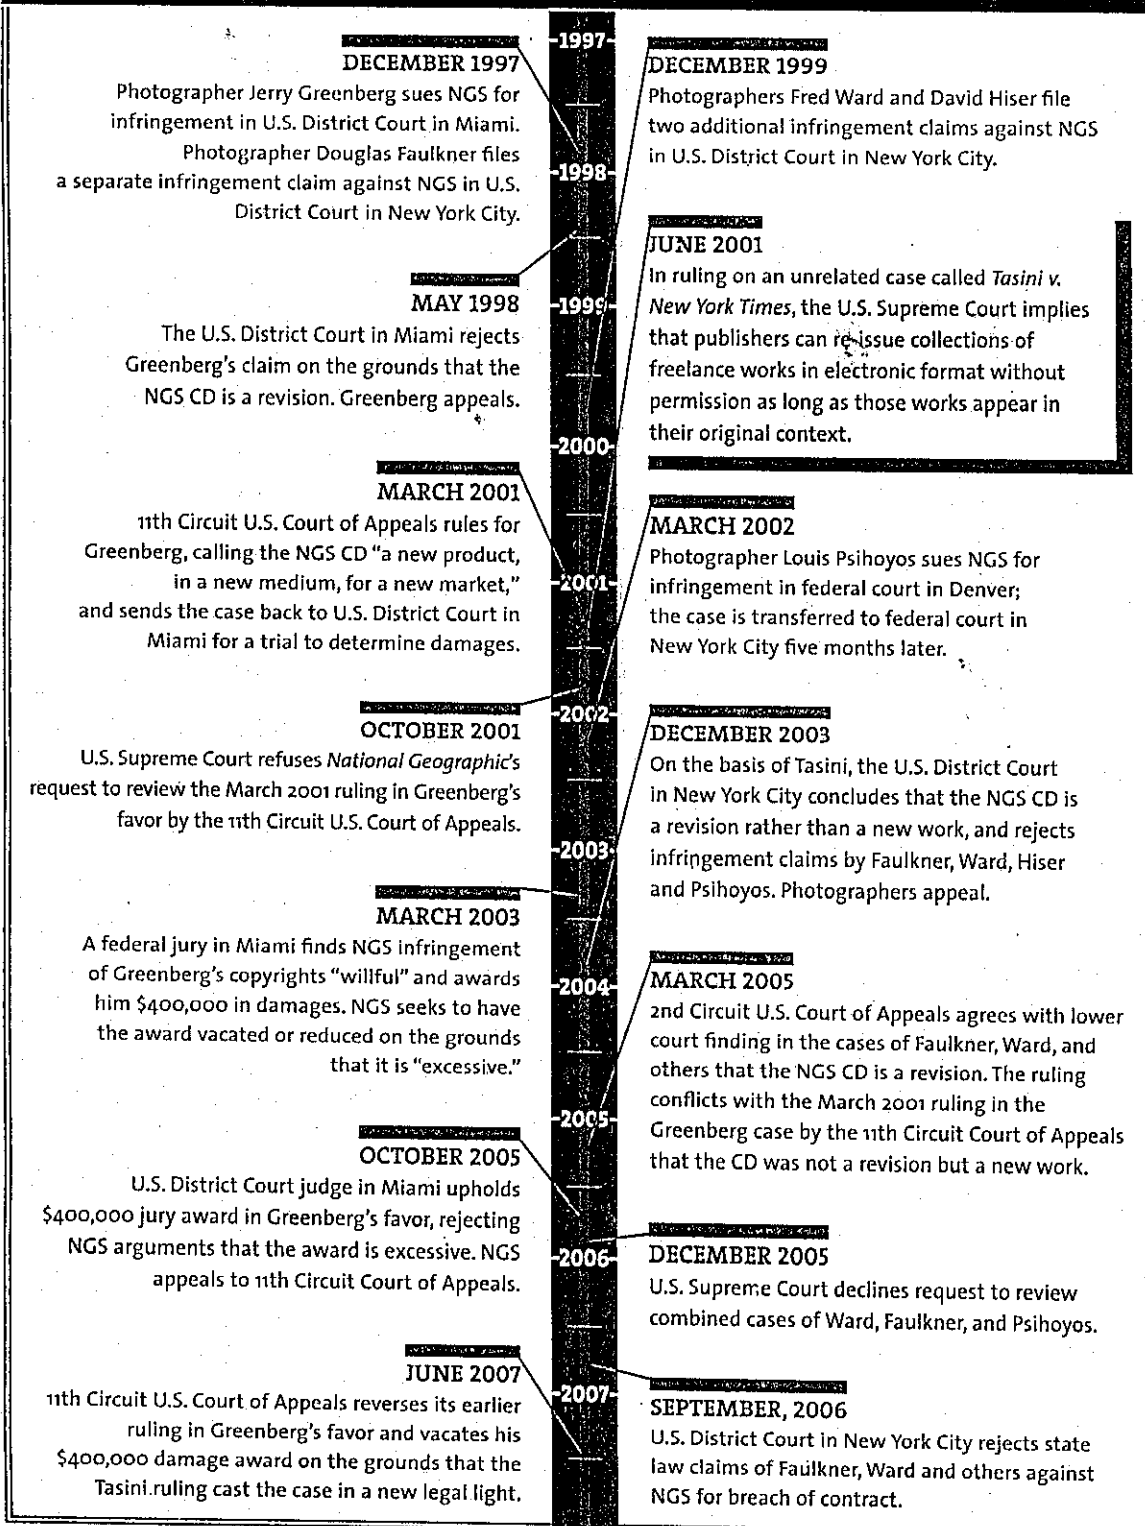 DECEMBER 1997
Photographer Jerry Greenberg sues NGS for
infringement in U.S. District Court in Miami.
Photographer Douglas Faulkner files
a separate infringement claim against NGS in U.S.
District Court in New York City.
MAY 1998
The U.S. District Court in Miami rejects
Greenberg's claim on the grounds that the
NGS CD is a revision. Greenberg appeals.
MARCH 2001
11th Circuit U.S. Court of Appeals rules for
Greenberg, calling the NGS CD "a new product,
in a new medium, for a new market,"
and sends the case back to U.S. District Court in
Miami for a trial to determine damages.
OCTOBER 2001
U.S. Supreme Court refuses National Geographic's
request to review the March 2001 ruling in Greenberg's
favor by the 11th Circuit U.S. Court of Appeals.
MARCH 2003
A federal jury in Miami finds NGS infringement
of Greenberg's copyrights "willful" and awards
him $400,000 in damages. NGS seeks to have
the award vacated or reduced on the grounds
that it is "excessive."
OCTOBER 2005
U.S. District Court judge in Miami upholds
$400,000 jury award in Greenberg's favor, rejecting
NGS arguments that the award is excessive. NGS
appeals to 11th Circuit Court of Appeals.
JUNE 2007
11th Circuit U.S. Court of Appeals reverses its earlier
ruling in Greenberg's favor and vacates his
$400,000 damage award on the grounds that the
Tasini ruling cast the case in a new legal light.
-1997-
-1998-
-1999-
-2000-
-2001-
-2002-
-2003-
-2004-
-2005-
-2006-
-2007-
DECEMBER 1999
Photographers Fred Ward and David Hiser file
two additional infringement claims against NGS
in U.S. District Court in New York City.
JUNE 2001
In ruling on an unrelated case called Tasini v.
New York Times, the U.S. Supreme Court implies
that publishers can re-issue collections of
freelance works in electronic format without
permission as long as those works appear in
their original context.
MARCH 2002
Photographer Louis Psihoyos sues NGS for
infringement in federal court in Denver;
the case is transferred to federal court in
New York City five months later.
DECEMBER 2003
On the basis of Tasini, the U.S. District Court
in New York City concludes that the NGS CD is
a revision rather than a new work, and rejects
infringement claims by Faulkner, Ward, Hiser
and Psihoyos. Photographers appeal.
MARCH 2005
2nd Circuit U.S. Court of Appeals agrees with lower
court finding in the cases of Faulkner, Ward, and
others that the NGS CD is a revision. The ruling
conflicts with the March 2001 ruling in the
Greenberg case by the 11th Circuit Court of Appeals
that the CD was not a revision but a new work.
DECEMBER 2005
U.S. Supreme Court declines request to review
combined cases of Ward, Faulkner, and Psihoyos.
SEPTEMBER, 2006
U.S. District Court in New York City rejects state
law claims of Faulkner, Ward and others against
NGS for breach of contract.